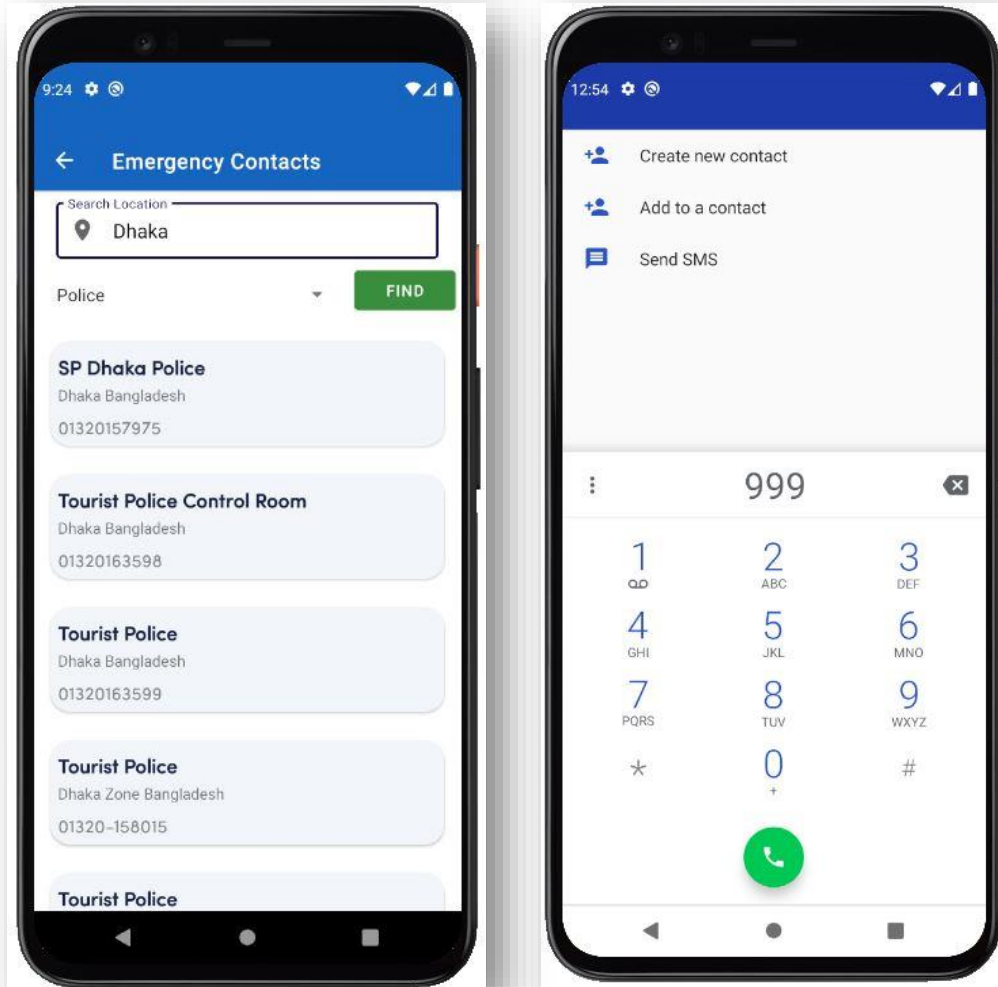 9:24
Emergency Contacts
Search Location
Dhaka
Police
FIND
SP Dhaka Police
Dhaka Bangladesh
01320157975
Tourist Police Control Room
Dhaka Bangladesh
01320163598
Tourist Police
Dhaka Bangladesh
01320163599
Tourist Police
Dhaka Zone Bangladesh
01320-158015
Tourist Police
12:54
Create new contact
Add to a contact
Send SMS
999
1 2 3
ABC DEF
4 5 6
GHI JKL MNO
7 8 9
PQRS TUV WXYZ
* 0 #
+